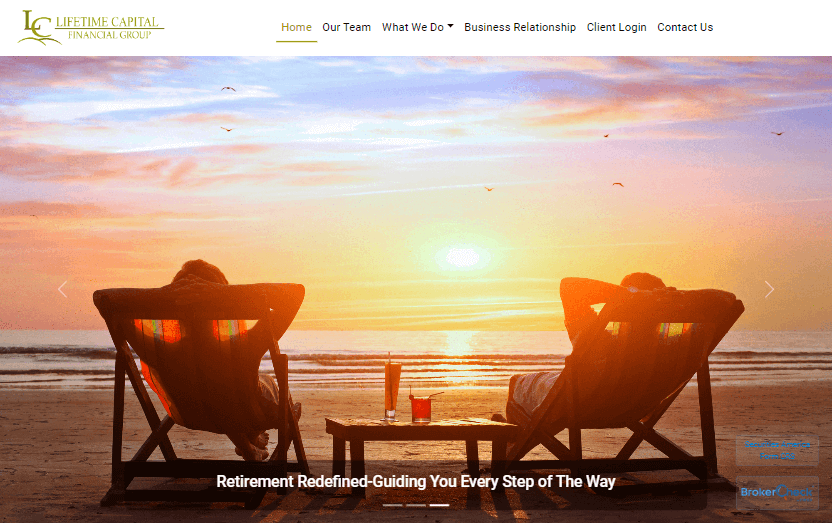 LC LIFETIME CAPITAL
FINANCIAL GROUP
Home Our Team What We Do Business Relationship Client Login Contact Us
Retirement Redefined-Guiding You Every Step of The Way
BrokerCheck